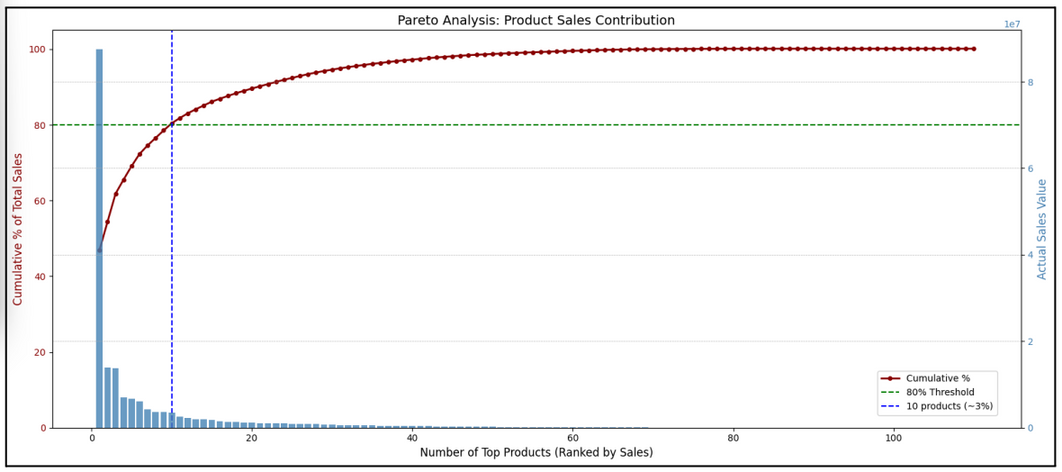 Pareto Analysis: Product Sales Contribution
1e7
100
80
60
40
20
0
Cumulative % of Total Sales
8
6
4
2
0
Actual Sales Value
Cumulative %
80% Threshold
10 products (~3%)
0 20 40 60 80 100
Number of Top Products (Ranked by Sales)